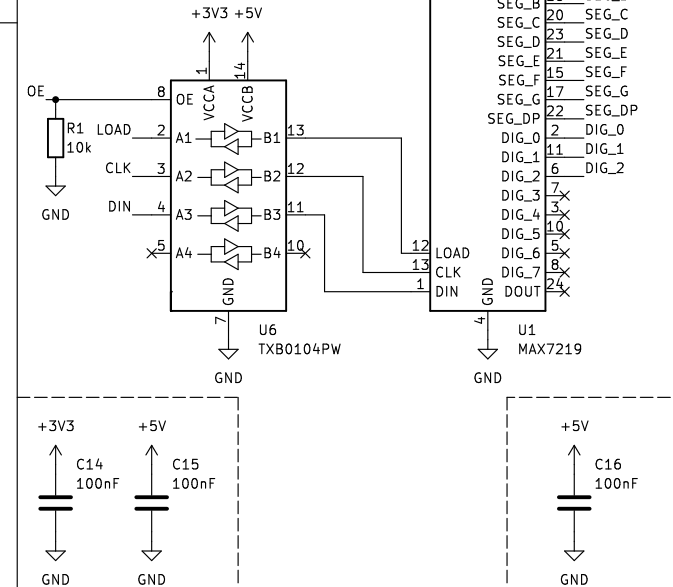 SEG_B
20 SEG_C
SEG_C
+3V3 +5V
SEG_D 23 SEG_D
SEG_E 21 SEG_E
1 14
SEG_F 15 SEG_F
OE 8 OE VCCA VCCB
SEG_G 17 SEG_G
SEG_DP 22 SEG_DP
R1 LOAD 2 A1 B1 13
10k
DIG_0 2 DIG_0
DIG_1 11 DIG_1
CLK 3 A2 B2 12
DIG_2 6 DIG_2
DIG_3 7
DIN 4 A3 B3 11
GND
DIG_4 3
DIG_5 10
5 A4 B4 10
12 LOAD DIG_6 5
13 CLK DIG_7 8
1 DIN DOUT 24
GND GND
7 4
U6 U1
TXB0104PW MAX7219
GND GND
+3V3 +5V +5V
C14 C15 C16
100nF 100nF 100nF
GND GND GND